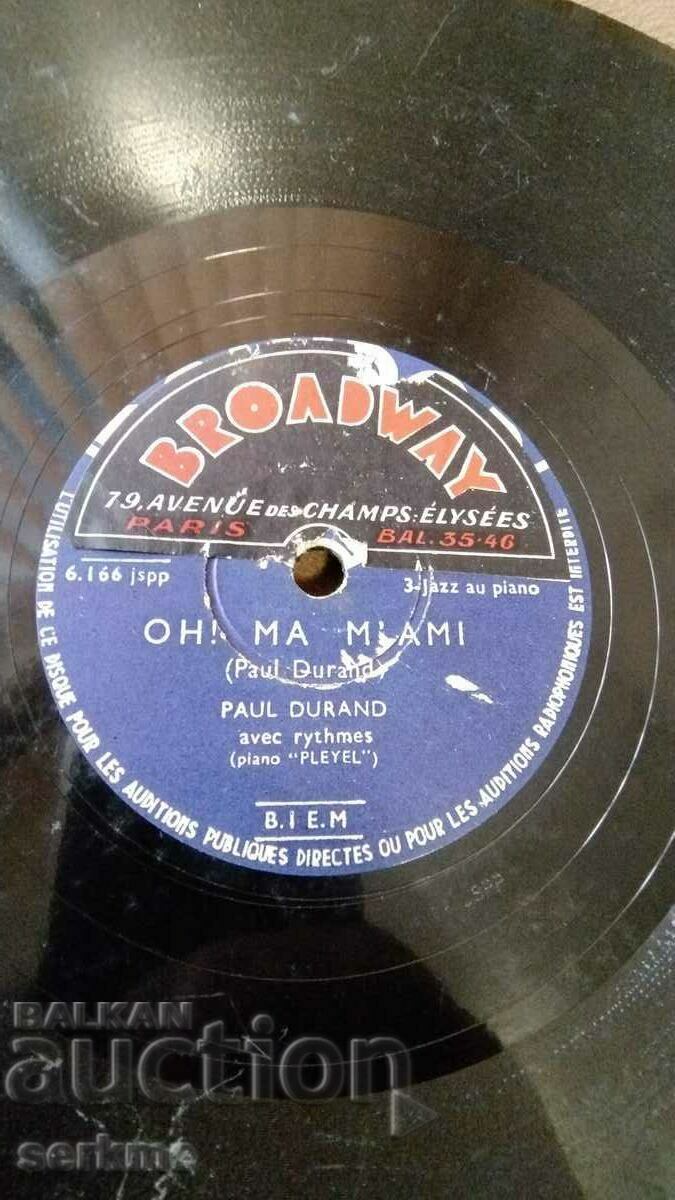 BROADWAY
79, AVENUE DES CHAMPS-ÉLYSÉES
PARIS BAL. 35-46
6.166 jspp
3-Jazz au piano
OH! MA M'AMI
(Paul Durand)
PAUL DURAND
avec rythmes
(piano "PLEYEL")
B.I E.M
L'UTILISATION DE CE DISQUE POUR LES AUDITIONS PUBLIQUES DIRECTES OU POUR LES AUDITIONS RADIOPHONIQUES EST INTERDITE
JSPP
BALKAN
auction
serkme